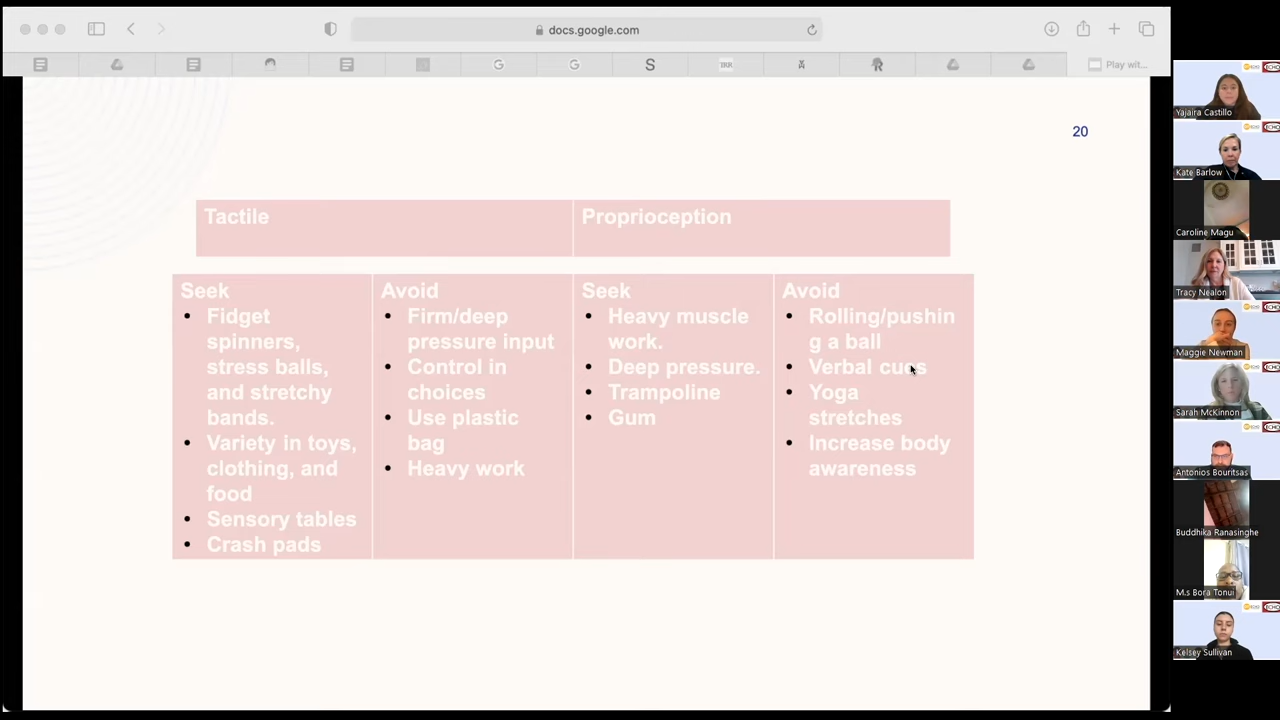 docs.google.com
S
Play wit...
20
Tactile
Proprioception
Seek
Fidget
spinners,
stress balls,
and stretchy
bands.
Variety in toys,
clothing, and
food
Sensory tables
Crash pads
Avoid
Firm/deep
pressure input
Control in
choices
Use plastic
bag
Heavy work
Seek
Heavy muscle
work.
Deep pressure.
Trampoline
Gum
Avoid
Rolling/pushin
g a ball
Verbal cues
Yoga
stretches
Increase body
awareness
Yajaira Castillo
Kate Barlow
Caroline Magu
Tracy Nealon
Maggie Newman
Sarah McKinnon
Antonios Bouritsas
Buddhika Ranasinghe
M.s Bora Tonui
Kelsey Sullivan